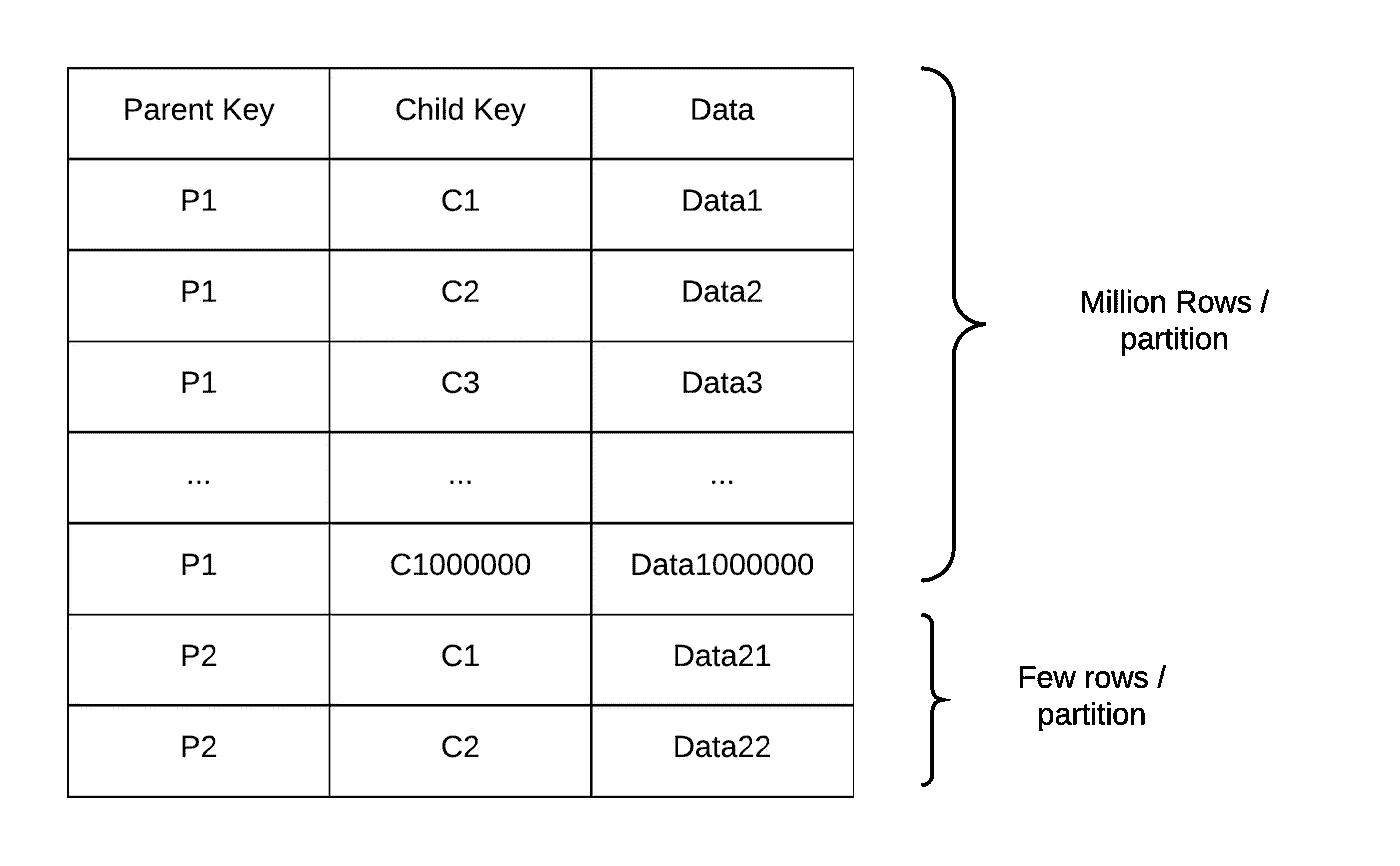 Parent Key Child Key Data
P1 C1 Data1
P1 C2 Data2
P1 C3 Data3
... ... ...
P1 C1000000 Data1000000
P2 C1 Data21
P2 C2 Data22
Million Rows /
partition
Few rows /
partition